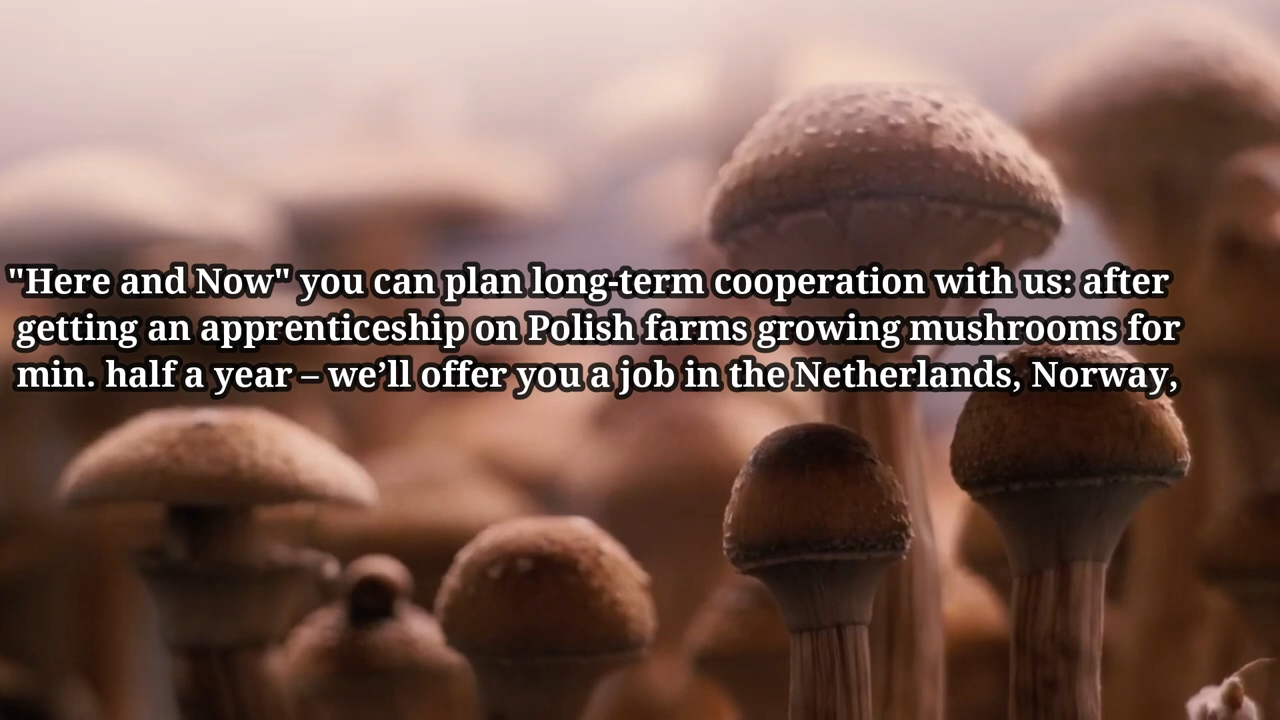 "Here and Now" you can plan long-term cooperation with us: after
getting an apprenticeship on Polish farms growing mushrooms for
min. half a year – we’ll offer you a job in the Netherlands, Norway,